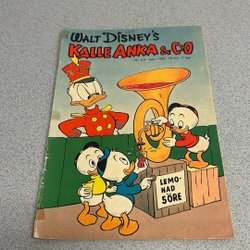 WALT DISNEY'S
KALLE ANKA & C:O
LEMO-
NAD
5 ÖRE